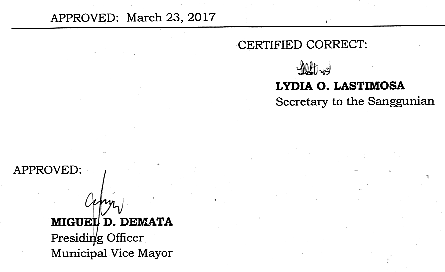 APPROVED: March 23, 2017
CERTIFIED CORRECT:
LYDIA O. LASTIMOSA
Secretary to the Sanggunian
APPROVED:
MIGUEL D. DEMATA
Presiding Officer
Municipal Vice Mayor